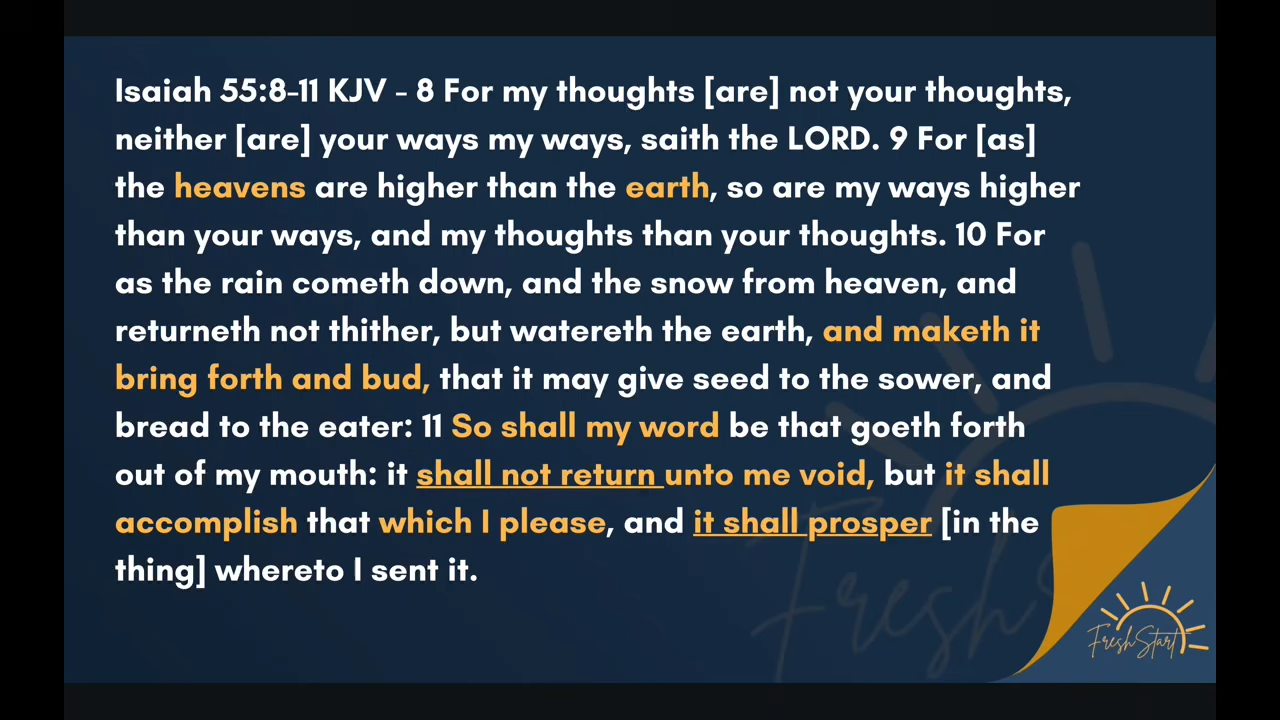 Isaiah 55:8-11 KJV - 8 For my thoughts [are] not your thoughts,
neither [are] your ways my ways, saith the LORD. 9 For [as]
the heavens are higher than the earth, so are my ways higher
than your ways, and my thoughts than your thoughts. 10 For
as the rain cometh down, and the snow from heaven, and
returneth not thither, but watereth the earth, and maketh it
bring forth and bud, that it may give seed to the sower, and
bread to the eater: 11 So shall my word be that goeth forth
out of my mouth: it shall not return unto me void, but it shall
accomplish that which I please, and it shall prosper [in the
thing] whereto I sent it.
Fresh S
Fresh Start